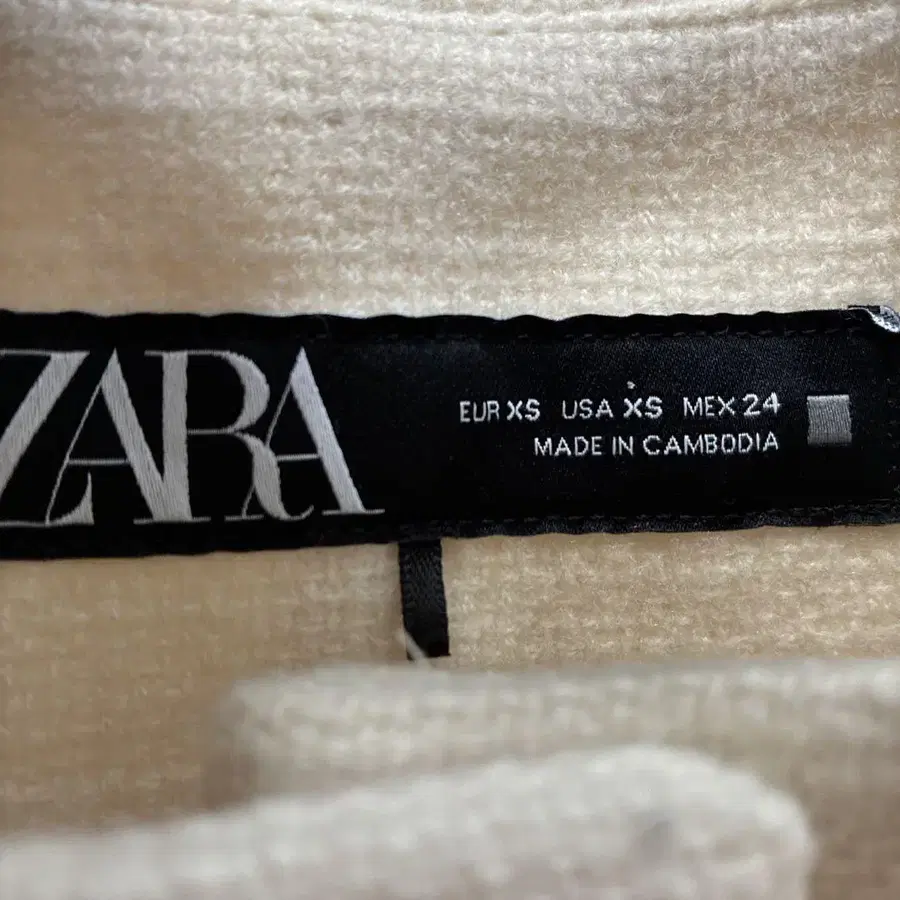 ZARA
EUR XS USA XS MEX 24
MADE IN CAMBODIA